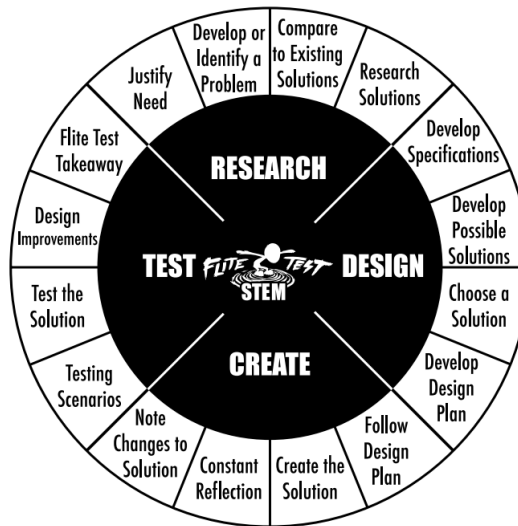 Develop or
Identify a
Problem
Compare
to Existing
Solutions
Research
Solutions
Develop
Specifications
Develop
Possible
Solutions
Choose a
Solution
Develop
Design
Plan
Follow
Design
Plan
Create the
Solution
Constant
Reflection
Note
Changes to
Solution
Testing
Scenarios
Test the
Solution
Design
Improvements
Flite Test
Takeaway
Justify
Need
RESEARCH
TEST
FLITE TEST
STEM
DESIGN
CREATE